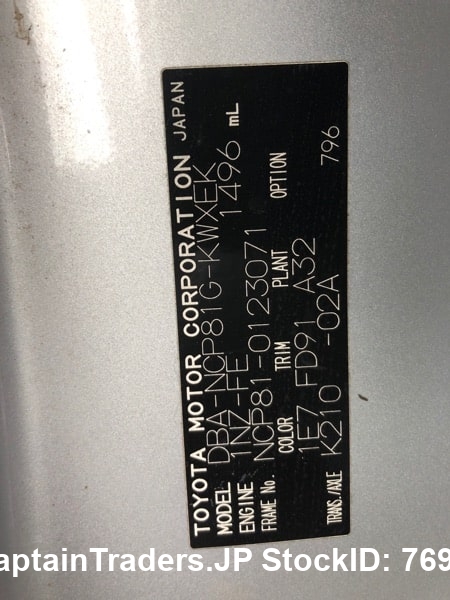 TOYOTA MOTOR CORPORATION JAPAN
MODEL DBA-NCP81G-KWXEK
ENGINE 1NZ-FE 1496 mL
FRAME No. NCP81-0123071
COLOR TRIM PLANT OPTION
1E7 FD91 A32 796
TRANS./AXLE K210 -02A
aptainTraders.JP StockID: 769